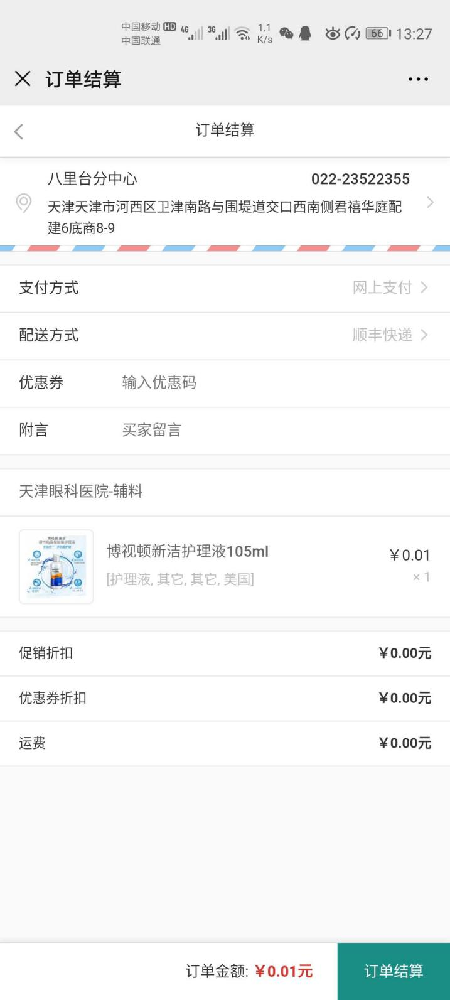 中国移动 HD 4G 3G 1.1 66 13:27
中国联通 K/s
订单结算
订单结算
八里台分中心 022-23522355
天津天津市河西区卫津南路与围堤道交口西南侧君禧华庭配
建6底商8-9
支付方式 网上支付
配送方式 顺丰快递
优惠券 输入优惠码
附言 买家留言
天津眼科医院-辅料
博视顿新洁护理液105ml ￥0.01
[护理液, 其它, 其它, 美国] × 1
促销折扣 ￥0.00元
优惠券折扣 ￥0.00元
运费 ￥0.00元
订单金额: ￥0.01元 订单结算